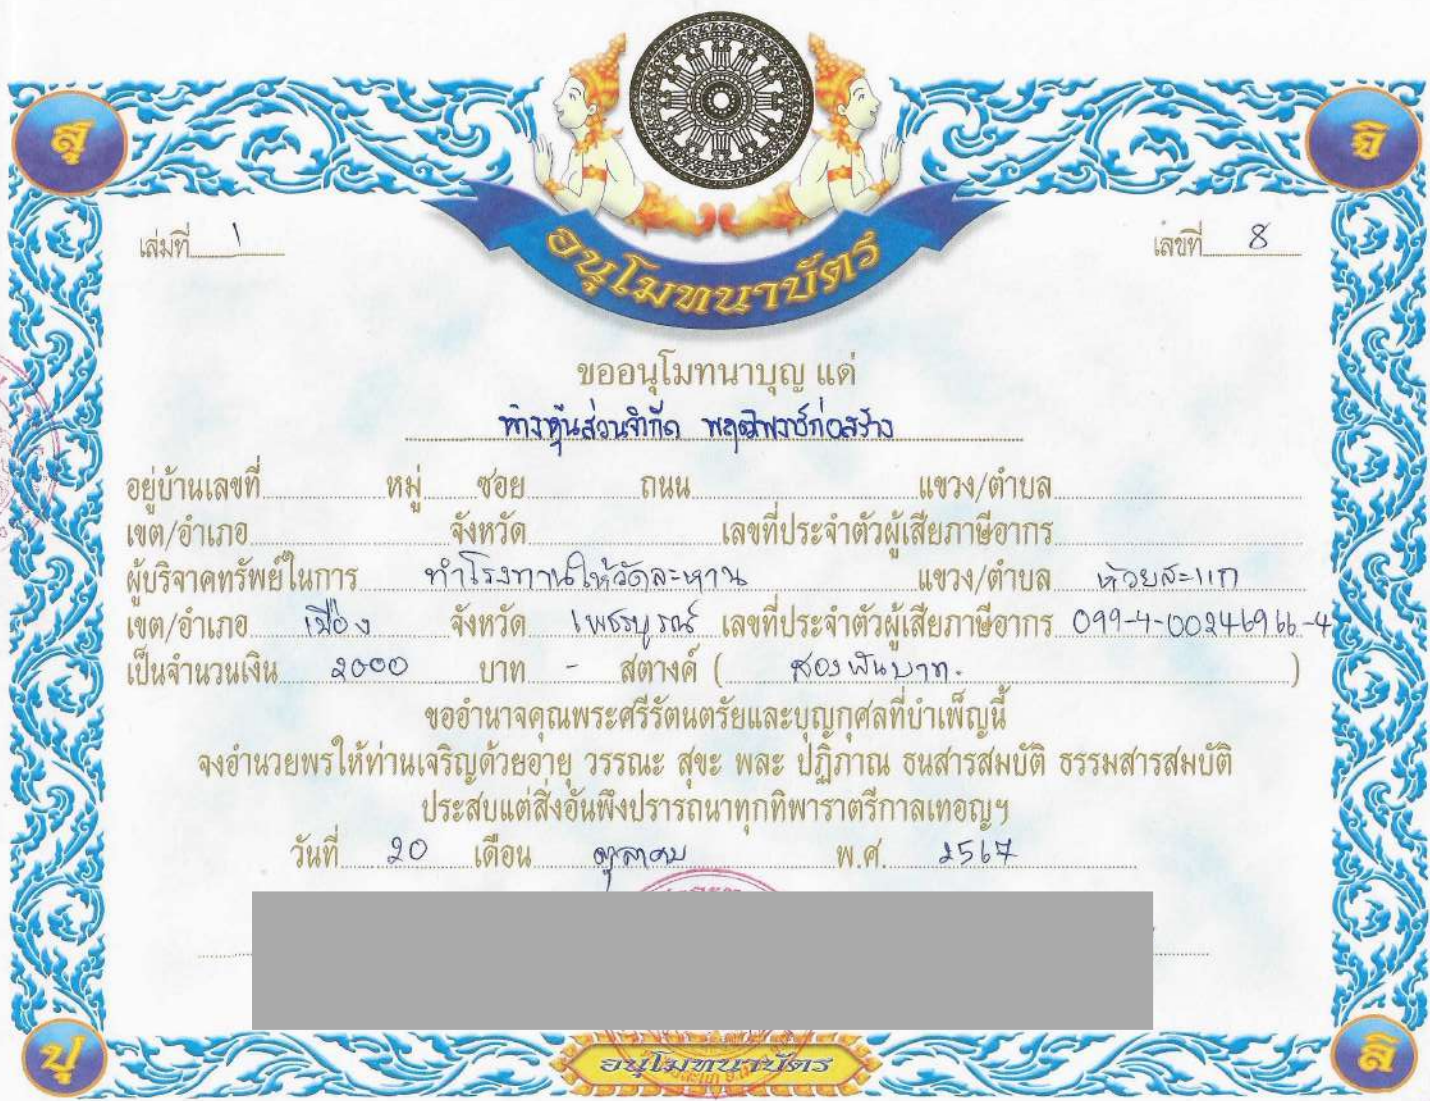 สุ
จิ
เล่มที่ 1
เลขที่ 8
อนุโมทนาบัตร
ขออนุโมทนาบุญ แด่
ห้างหุ้นส่วนจำกัด พฤฒิพงษ์ก่อสร้าง
อยู่บ้านเลขที่ หมู่ ซอย ถนน แขวง/ตำบล
เขต/อำเภอ จังหวัด เลขที่ประจำตัวผู้เสียภาษีอากร
ผู้บริจาคทรัพย์ในการ ทำโรงทานให้วัดละหาน แขวง/ตำบล ห้วยสะแก
เขต/อำเภอ เมือง จังหวัด เพชรบูรณ์ เลขที่ประจำตัวผู้เสียภาษีอากร 099-4-00246966-4
เป็นจำนวนเงิน 2000 บาท - สตางค์ ( สองพันบาท. )
ขออำนาจคุณพระศรีรัตนตรัยและบุญกุศลที่บำเพ็ญนี้
จงอำนวยพรให้ท่านเจริญด้วยอายุ วรรณะ สุขะ พละ ปฏิภาณ ธนสารสมบัติ ธรรมสารสมบัติ
ประสบแต่สิ่งอันพึงปรารถนาทุกทิพาราตรีกาลเทอญฯ
วันที่ 20 เดือน ตุลาคม พ.ศ. 2567
ปุ
อนุโมทนาบัตร
ลิ